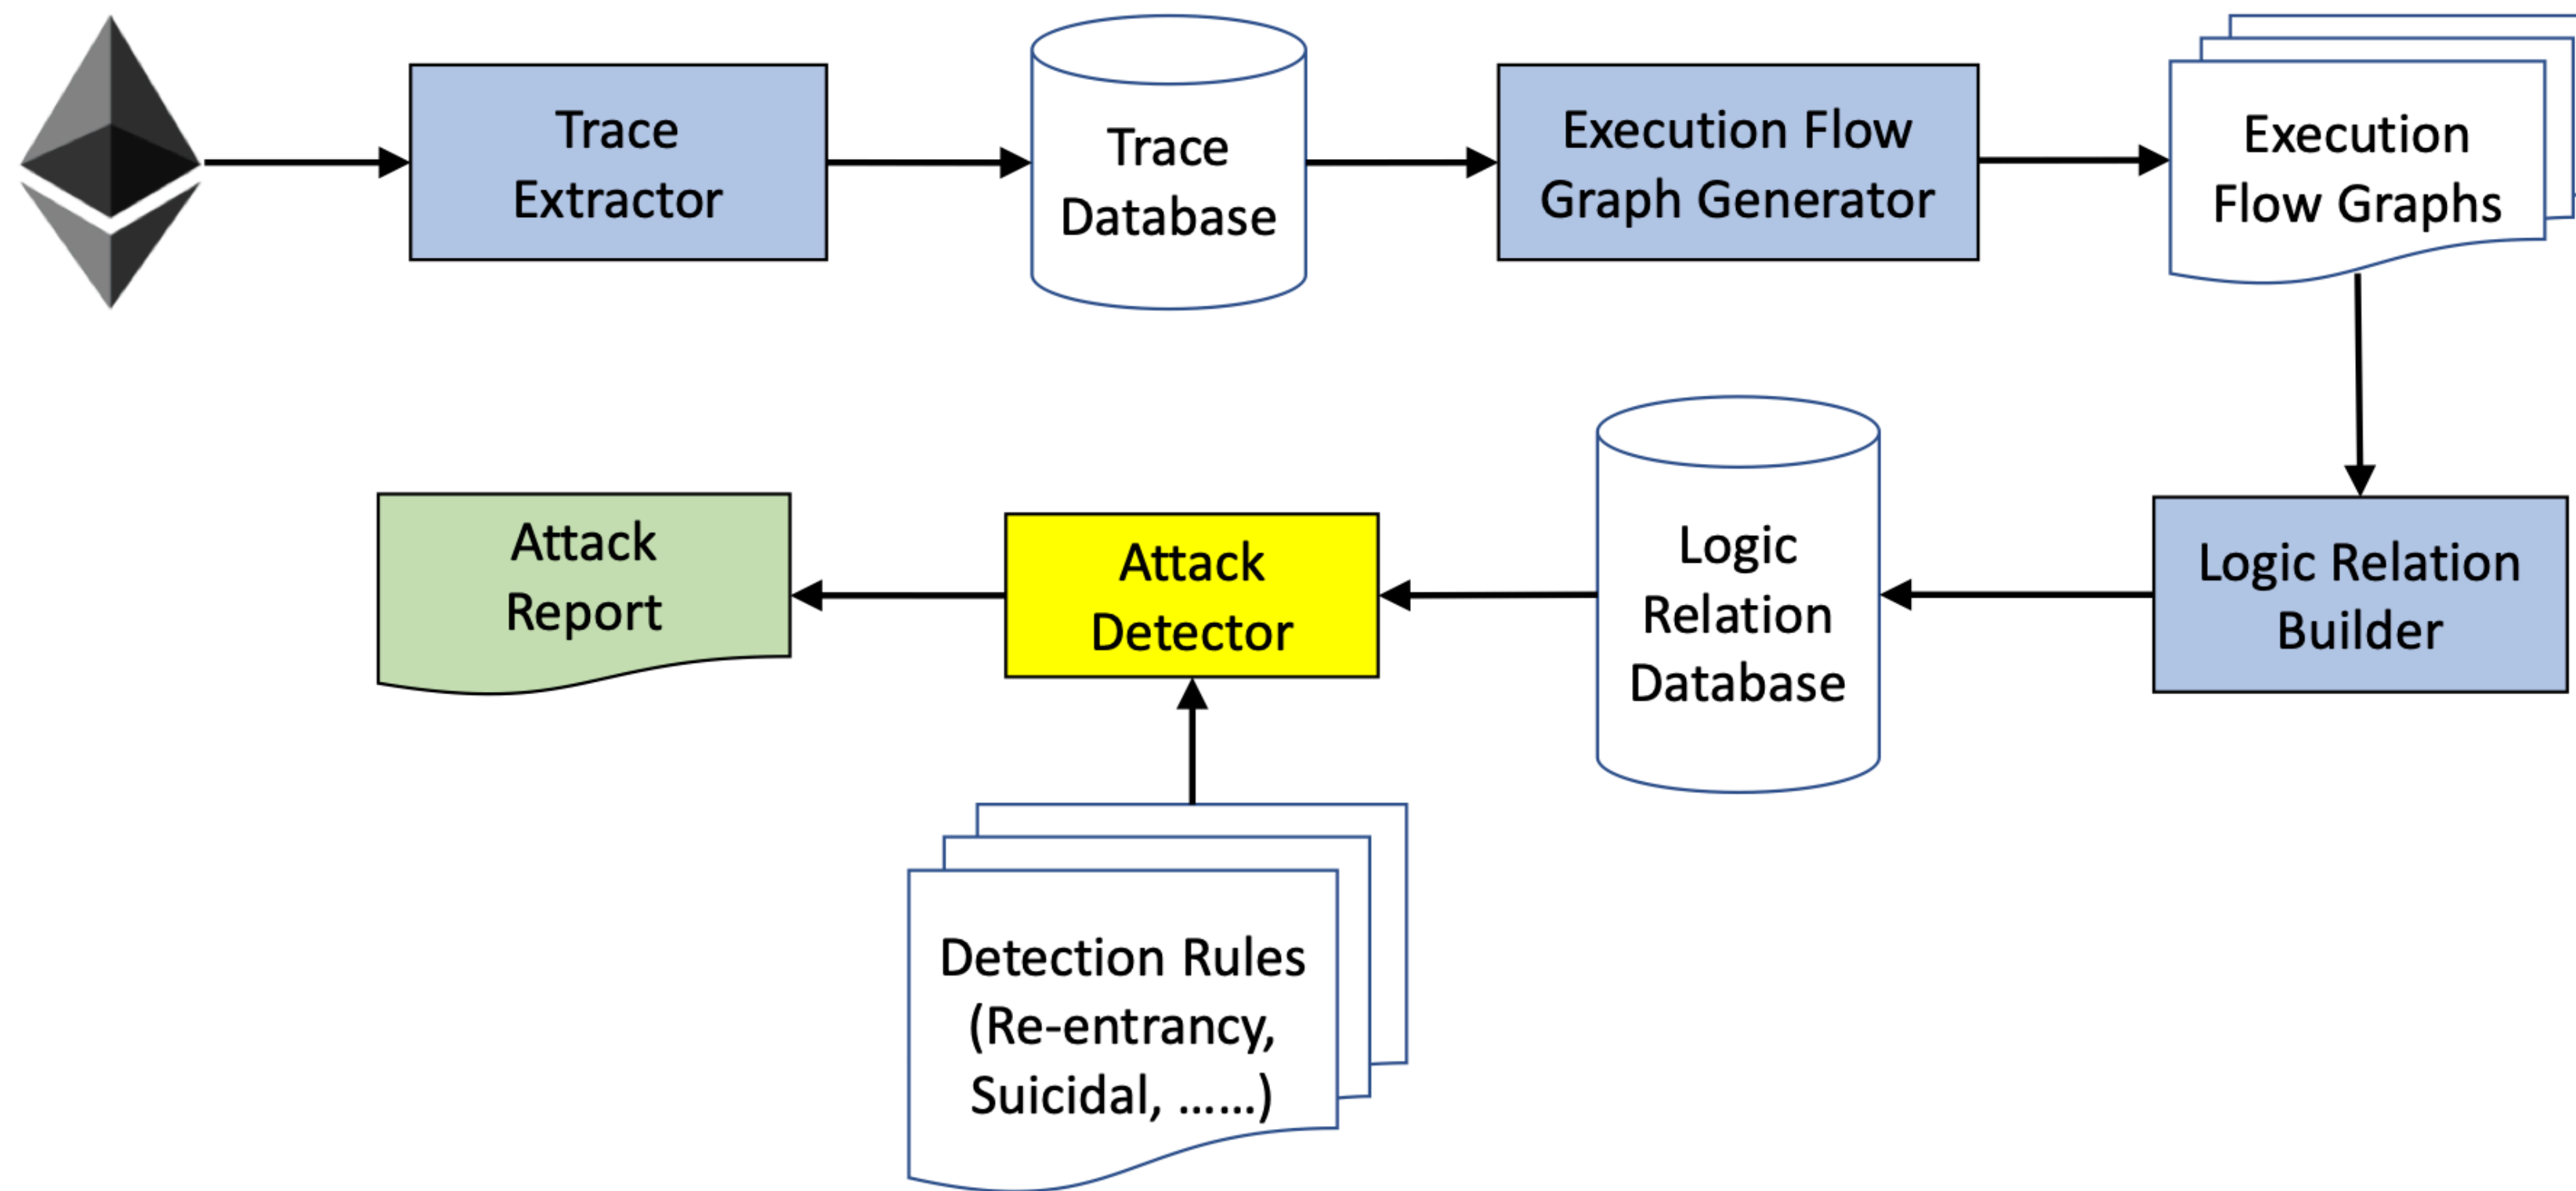 Trace
Extractor
Trace
Database
Execution Flow
Graph Generator
Execution
Flow Graphs
Attack
Report
Attack
Detector
Logic
Relation
Database
Logic Relation
Builder
Detection Rules
(Re-entrancy,
Suicidal, ......)